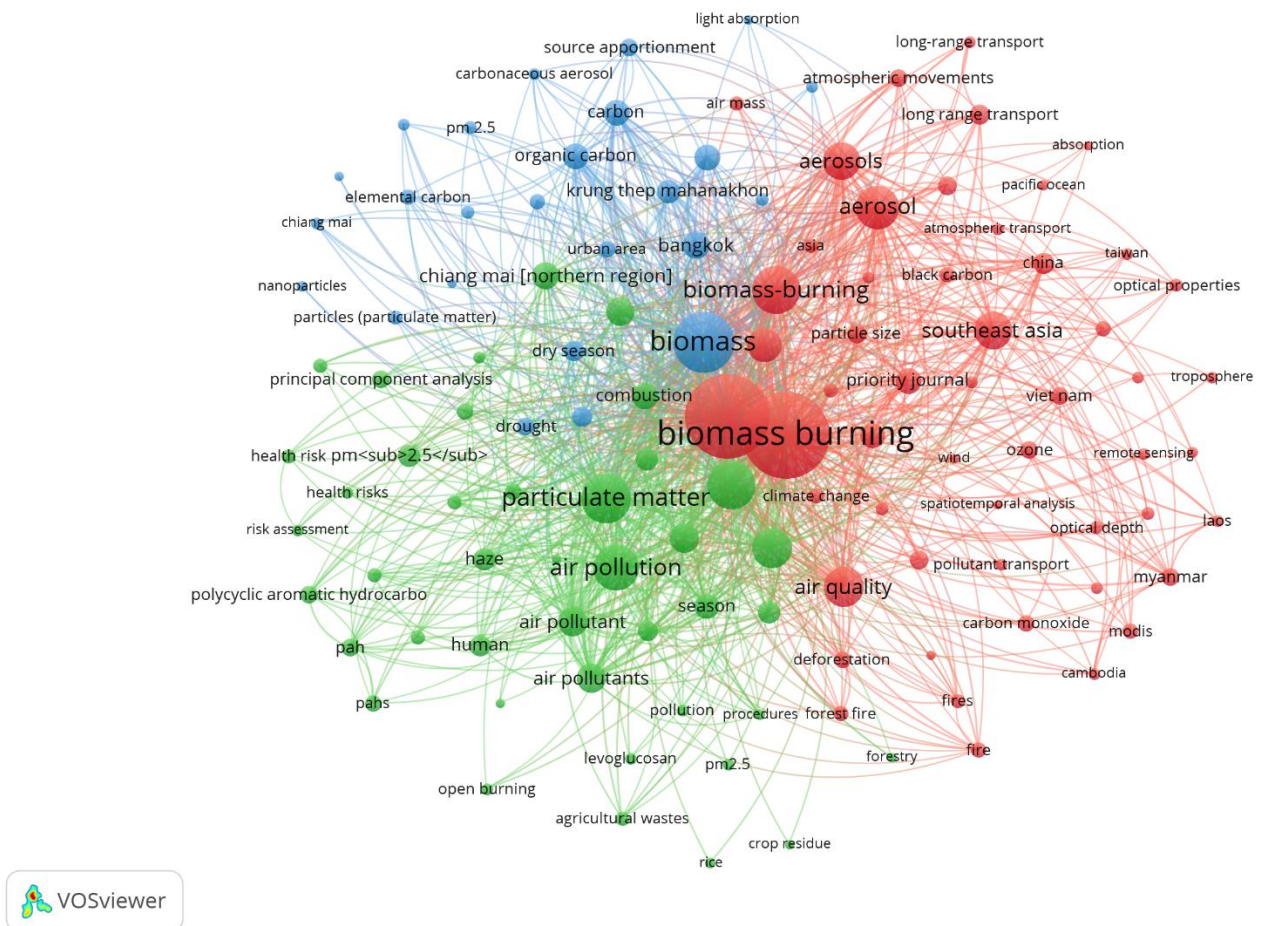 light absorption
long-range transport
source apportionment
carbonaceous aerosol
atmospheric movements
air mass
carbon
long range transport
pm 2.5
absorption
organic carbon
aerosols
krung thep mahanakhon
pacific ocean
elemental carbon
aerosol
chiang mai
atmospheric transport
urban area
bangkok
asia
taiwan
china
chiang mai [northern region]
black carbon
nanoparticles
biomass-burning
optical properties
particles (particulate matter)
biomass
particle size
southeast asia
dry season
principal component analysis
priority journal
troposphere
combustion
viet nam
drought
biomass burning
health risk
pm<sub>2.5</sub>
wind
ozone
remote sensing
health risks
particulate matter
climate change
spatiotemporal analysis
risk assessment
optical depth
laos
haze
air pollution
pollutant transport
myanmar
polycyclic aromatic hydrocarbo
air quality
season
air pollutant
carbon monoxide
modis
pah
human
deforestation
cambodia
air pollutants
pahs
pollution
procedures
forest fire
fires
levoglucosan
pm2.5
forestry
fire
open burning
agricultural wastes
crop residue
rice
VOSviewer